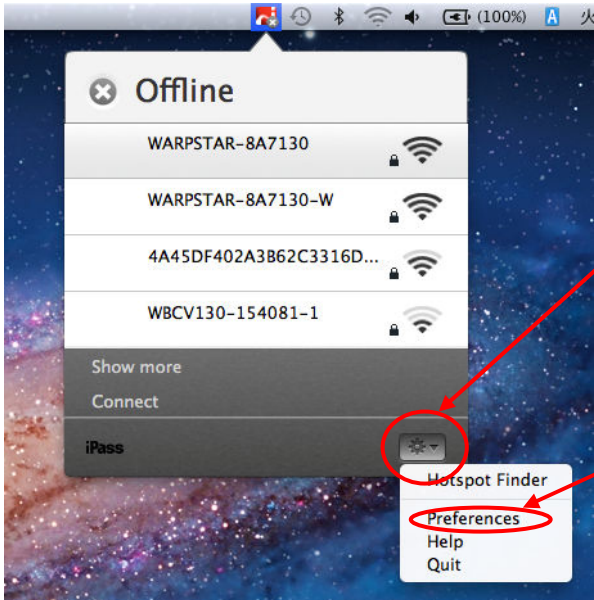 (100%) A 火
Offline
WARPSTAR-8A7130
WARPSTAR-8A7130-W
4A45DF402A3B62C3316D...
WBCV130-154081-1
Show more
Connect
iPass
Hotspot Finder
Preferences
Help
Quit